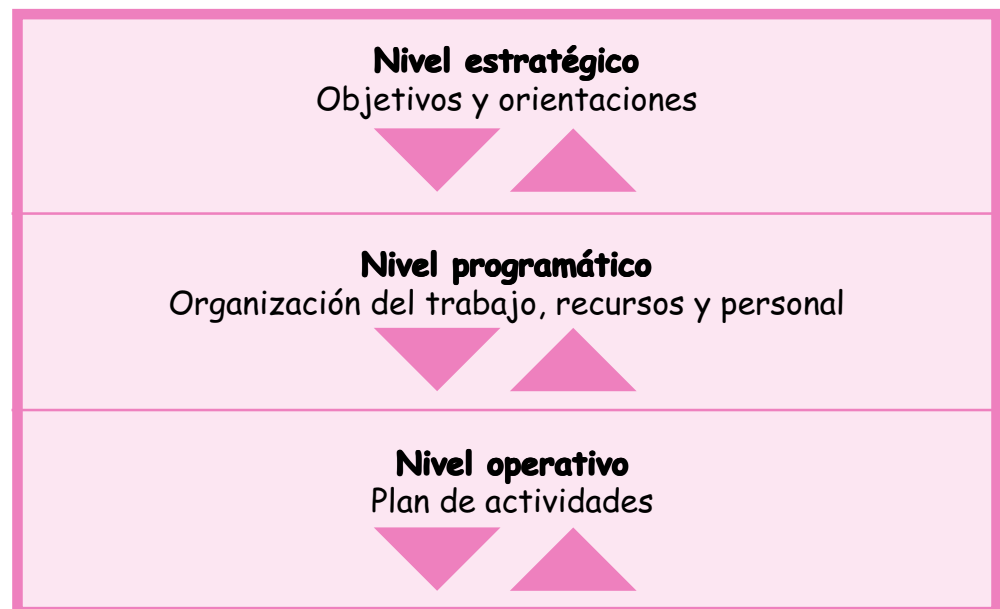 Nivel estratégico
Objetivos y orientaciones
Nivel programático
Organización del trabajo, recursos y personal
Nivel operativo
Plan de actividades